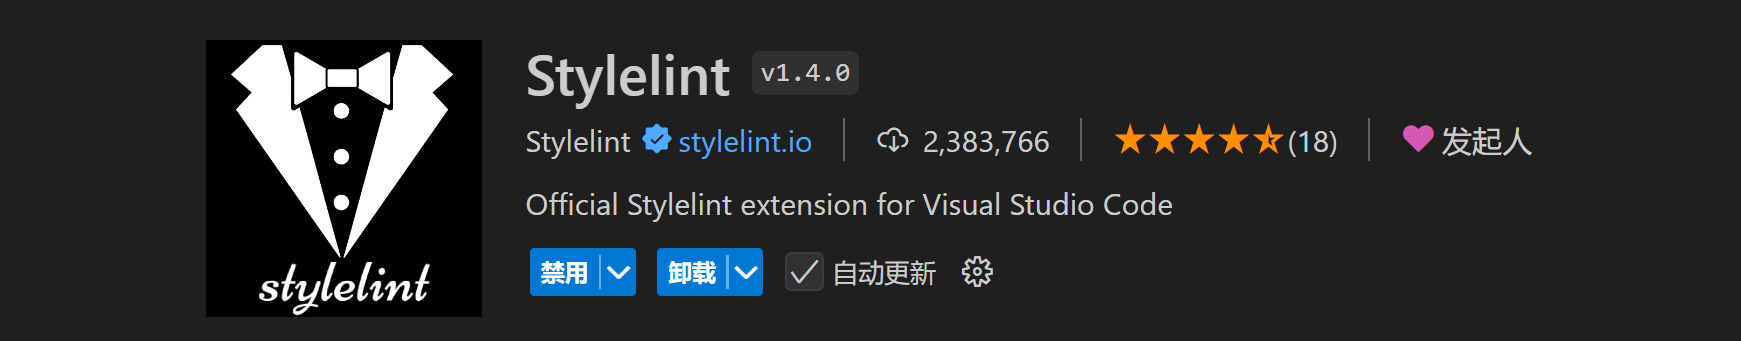 stylelint
Stylelint v1.4.0
Stylelint stylelint.io 2,383,766 (18) 发起人
Official Stylelint extension for Visual Studio Code
禁用 卸载 自动更新